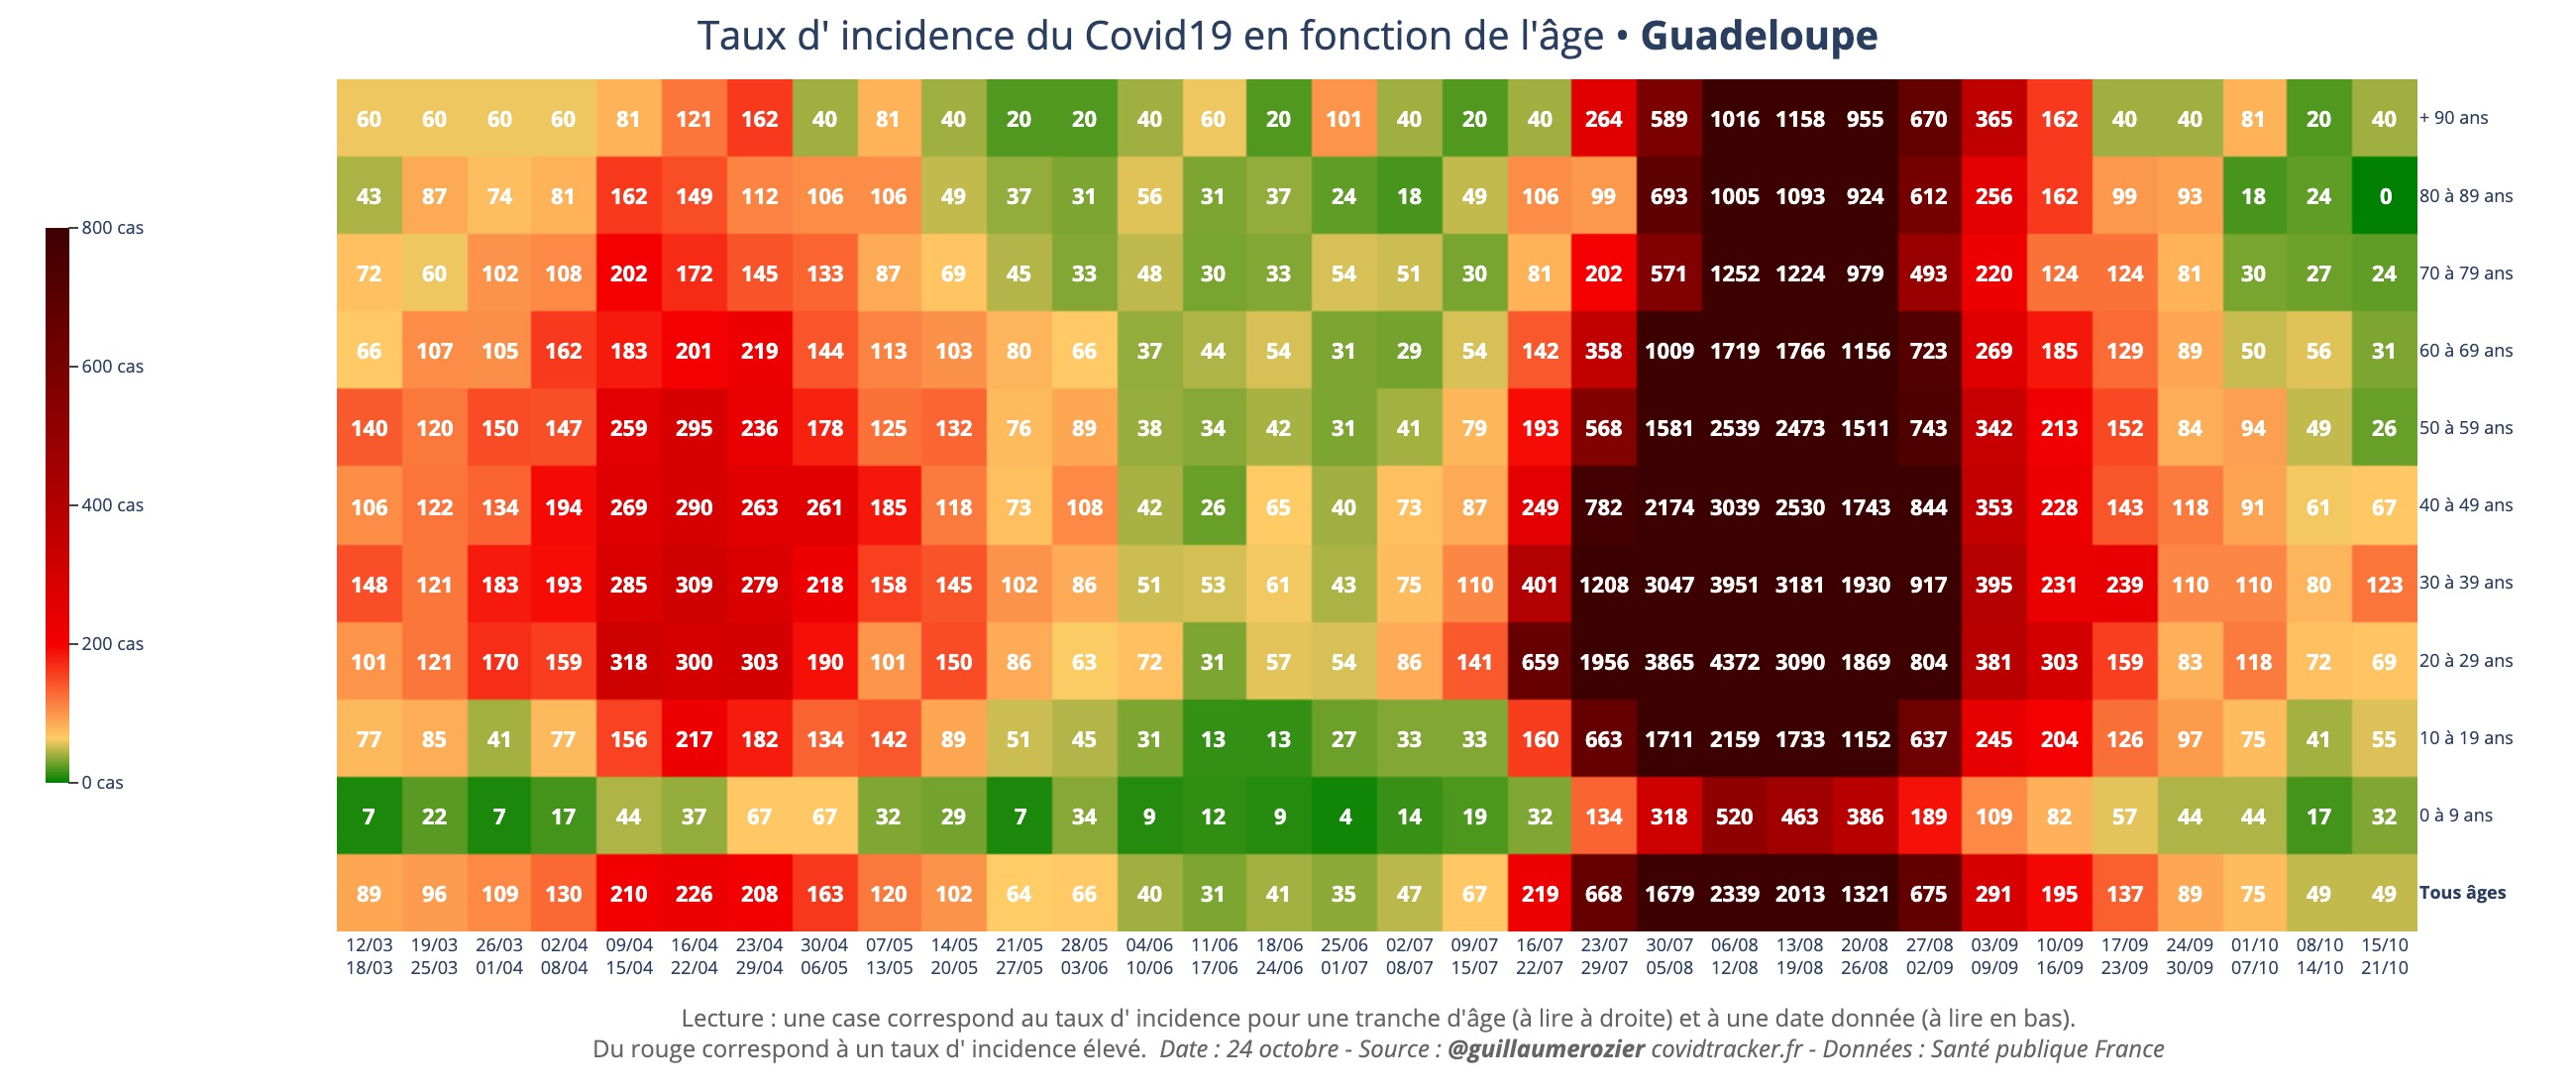 Taux d' incidence du Covid19 en fonction de l'âge • Guadeloupe
800 cas
600 cas
400 cas
200 cas
0 cas
60 60 60 60 81 121 162 40 81 40 20 20 40 60 20 101 40 20 40 264 589 1016 1158 955 670 365 162 40 40 81 20 40 + 90 ans
43 87 74 81 162 149 112 106 106 49 37 31 56 31 37 24 18 49 106 99 693 1005 1093 924 612 256 162 99 93 18 24 0 80 à 89 ans
72 60 102 108 202 172 145 133 87 69 45 33 48 30 33 54 51 30 81 202 571 1252 1224 979 493 220 124 124 81 30 27 24 70 à 79 ans
66 107 105 162 183 201 219 144 113 103 80 66 37 44 54 31 29 54 142 358 1009 1719 1766 1156 723 269 185 129 89 50 56 31 60 à 69 ans
140 120 150 147 259 295 236 178 125 132 76 89 38 34 42 31 41 79 193 568 1581 2539 2473 1511 743 342 213 152 84 94 49 26 50 à 59 ans
106 122 134 194 269 290 263 261 185 118 73 108 42 26 65 40 73 87 249 782 2174 3039 2530 1743 844 353 228 143 118 91 61 67 40 à 49 ans
148 121 183 193 285 309 279 218 158 145 102 86 51 53 61 43 75 110 401 1208 3047 3951 3181 1930 917 395 231 239 110 110 80 123 30 à 39 ans
101 121 170 159 318 300 303 190 101 150 86 63 72 31 57 54 86 141 659 1956 3865 4372 3090 1869 804 381 303 159 83 118 72 69 20 à 29 ans
77 85 41 77 156 217 182 134 142 89 51 45 31 13 13 27 33 33 160 663 1711 2159 1733 1152 637 245 204 126 97 75 41 55 10 à 19 ans
7 22 7 17 44 37 67 67 32 29 7 34 9 12 9 4 14 19 32 134 318 520 463 386 189 109 82 57 44 44 17 32 0 à 9 ans
89 96 109 130 210 226 208 163 120 102 64 66 40 31 41 35 47 67 219 668 1679 2339 2013 1321 675 291 195 137 89 75 49 49 Tous âges
12/03 19/03 26/03 02/04 09/04 16/04 23/04 30/04 07/05 14/05 21/05 28/05 04/06 11/06 18/06 25/06 02/07 09/07 16/07 23/07 30/07 06/08 13/08 20/08 27/08 03/09 10/09 17/09 24/09 01/10 08/10 15/10
18/03 25/03 01/04 08/04 15/04 22/04 29/04 06/05 13/05 20/05 27/05 03/06 10/06 17/06 24/06 01/07 08/07 15/07 22/07 29/07 05/08 12/08 19/08 26/08 02/09 09/09 16/09 23/09 30/09 07/10 14/10 21/10
Lecture : une case correspond au taux d' incidence pour une tranche d'âge (à lire à droite) et à une date donnée (à lire en bas).
Du rouge correspond à un taux d' incidence élevé. Date : 24 octobre - Source : @guillaumerozier covidtracker.fr - Données : Santé publique France